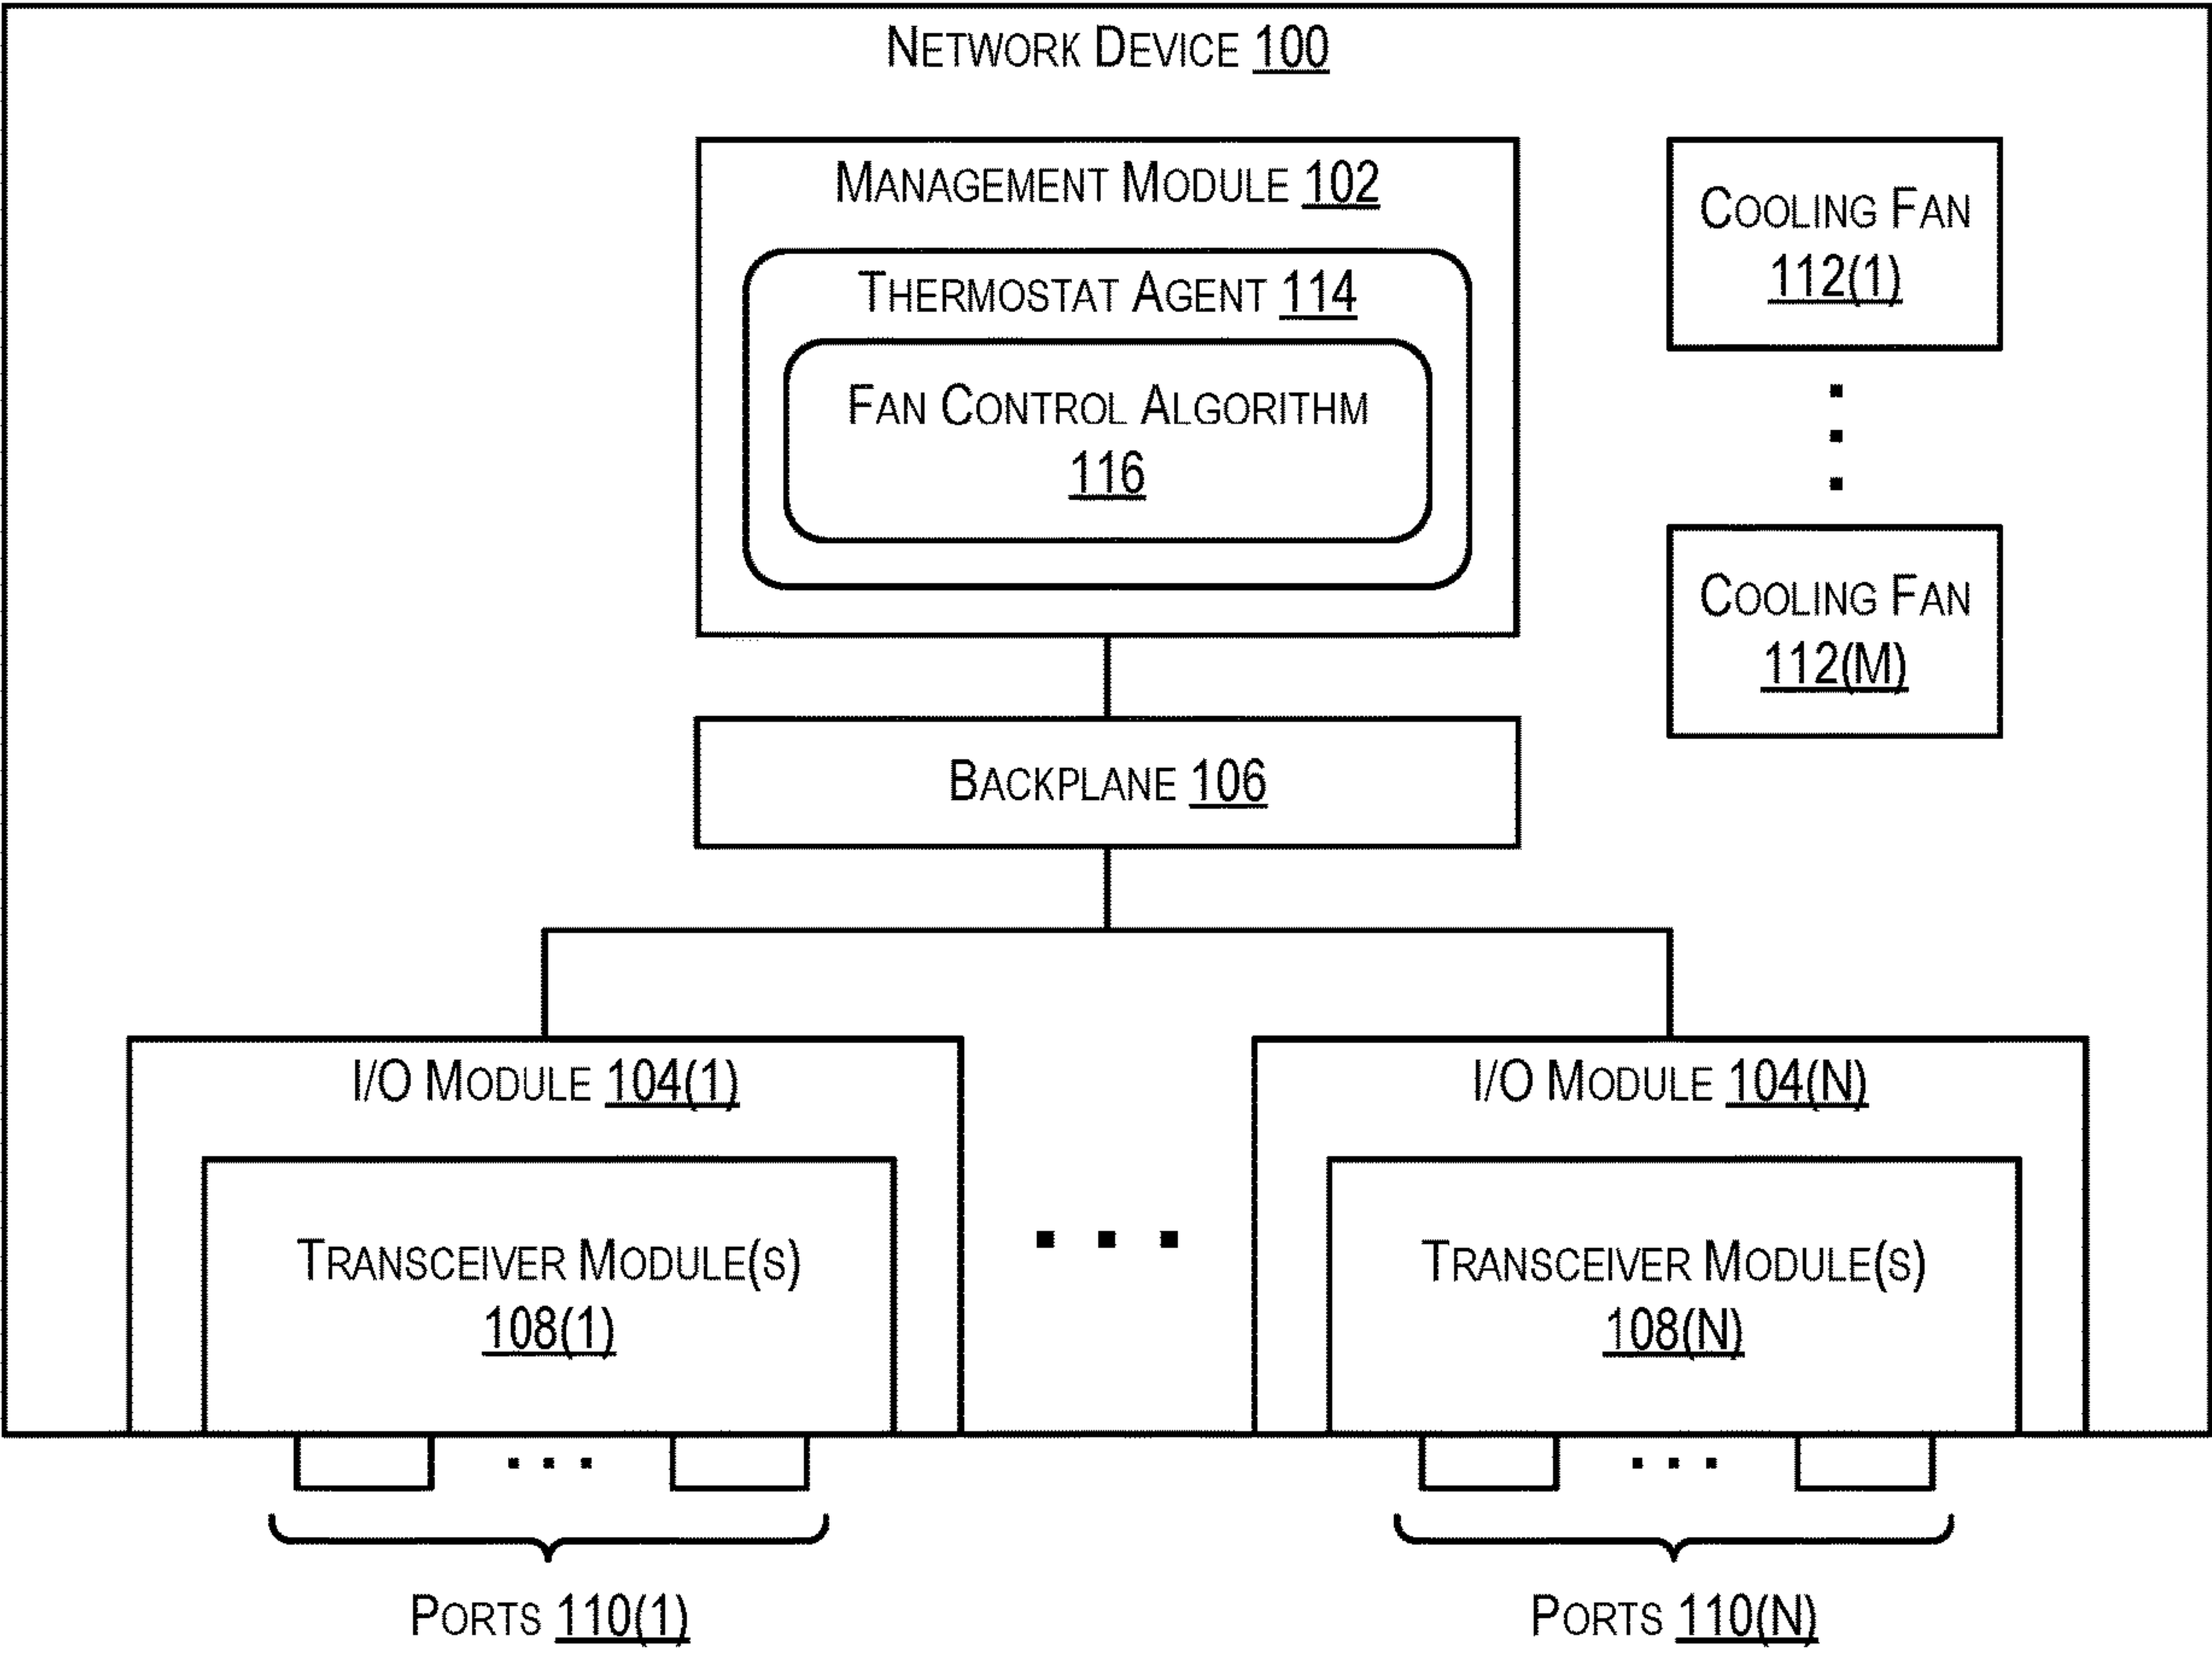 NETWORK DEVICE 100
MANAGEMENT MODULE 102
THERMOSTAT AGENT 114
FAN CONTROL ALGORITHM
116
COOLING FAN
112(1)
COOLING FAN
112(M)
BACKPLANE 106
I/O MODULE 104(1)
TRANSCEIVER MODULE(S)
108(1)
I/O MODULE 104(N)
TRANSCEIVER MODULE(S)
108(N)
PORTS 110(1)
PORTS 110(N)